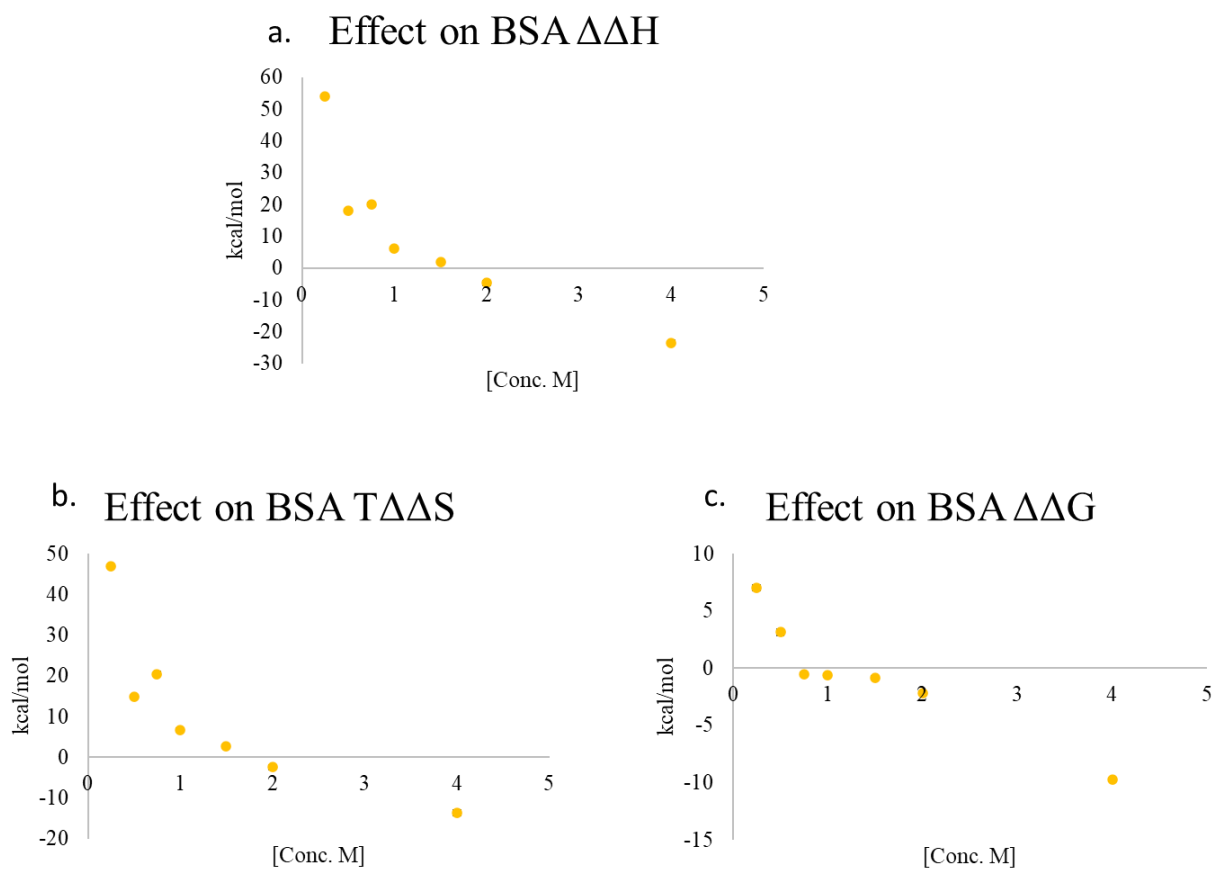 a. Effect on BSA ΔΔH
60
50
40
30
20
10
0
-10
-20
-30
kcal/mol
0 1 2 3 4 5
[Conc. M]
b. Effect on BSA TΔΔS
50
40
30
20
10
0
-10
-20
kcal/mol
0 1 2 3 4 5
[Conc. M]
c. Effect on BSA ΔΔG
10
5
0
-5
-10
-15
kcal/mol
0 1 2 3 4 5
[Conc. M]